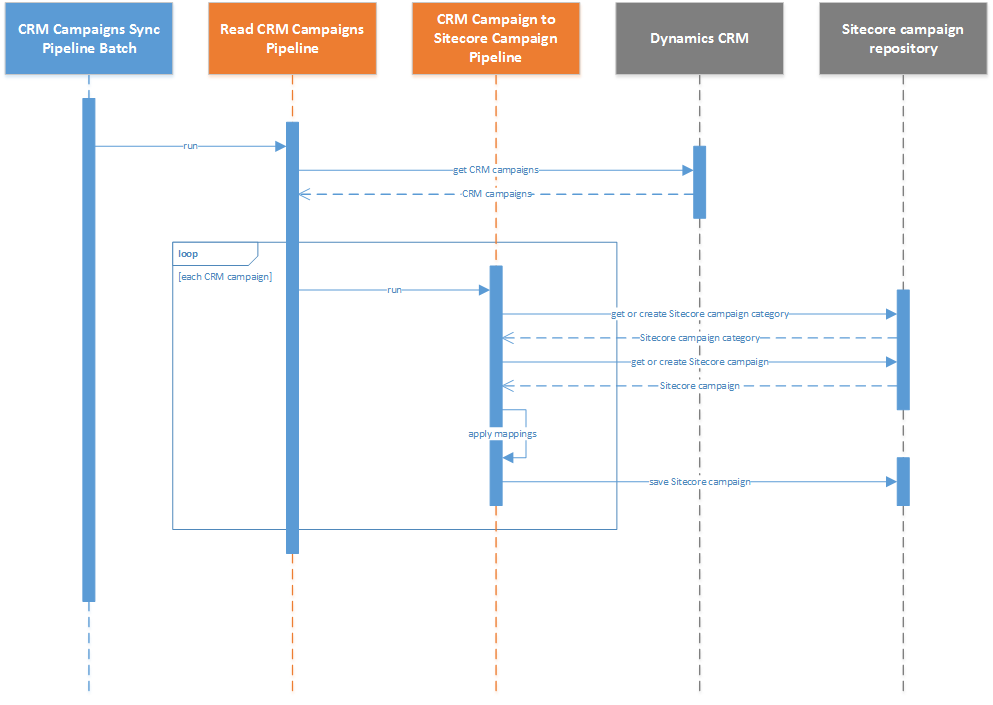 CRM Campaigns Sync
Pipeline Batch
Read CRM Campaigns
Pipeline
CRM Campaign to
Sitecore Campaign
Pipeline
Dynamics CRM
Sitecore campaign
repository
run
get CRM campaigns
CRM campaigns
loop
[each CRM campaign]
run
get or create Sitecore campaign category
Sitecore campaign category
get or create Sitecore campaign
Sitecore campaign
apply mappings
save Sitecore campaign